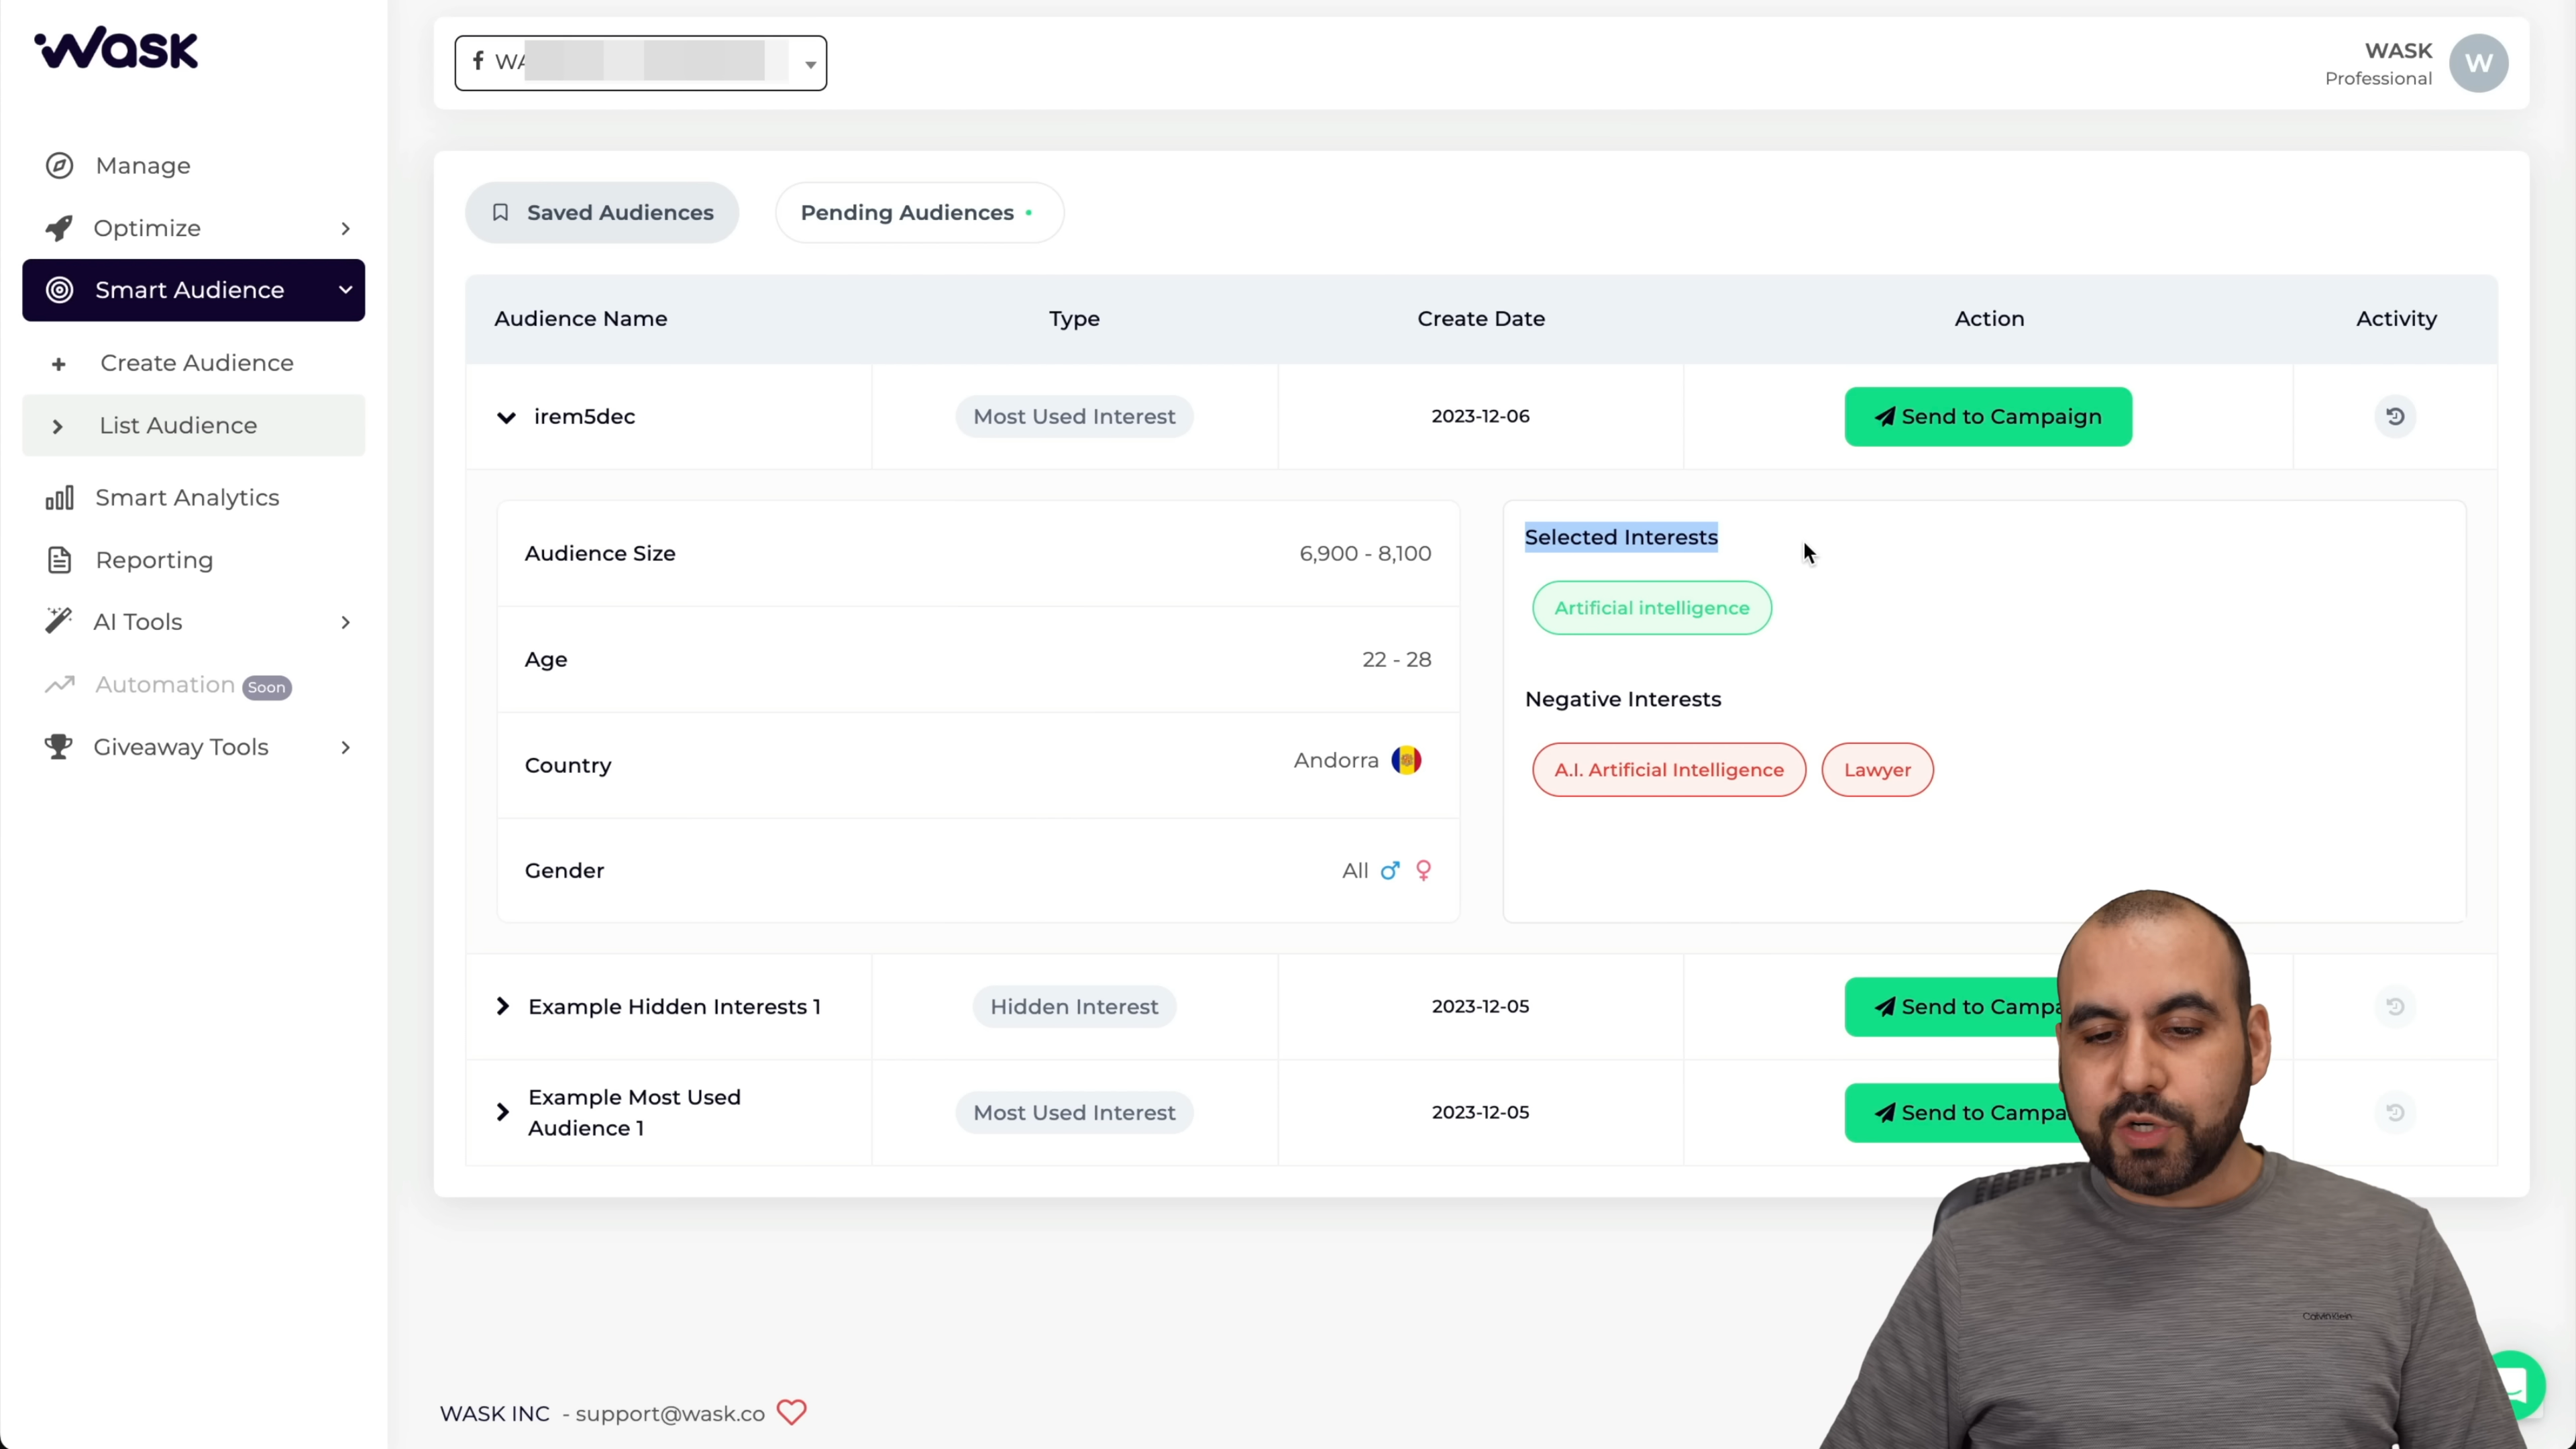 Wask
WA
WASK
Professional
W
Manage
Optimize
Smart Audience
Create Audience
List Audience
Smart Analytics
Reporting
AI Tools
Automation Soon
Giveaway Tools
Saved Audiences
Pending Audiences
Audience Name Type Create Date Action Activity
irem5dec Most Used Interest 2023-12-06 Send to Campaign
Audience Size 6,900 - 8,100
Age 22 - 28
Country Andorra
Gender All
Selected Interests
Artificial intelligence
Negative Interests
A.I. Artificial Intelligence Lawyer
Example Hidden Interests 1 Hidden Interest 2023-12-05 Send to Campa
Example Most Used
Audience 1 Most Used Interest 2023-12-05 Send to Campa
Calvin Klein
WASK INC - support@wask.co